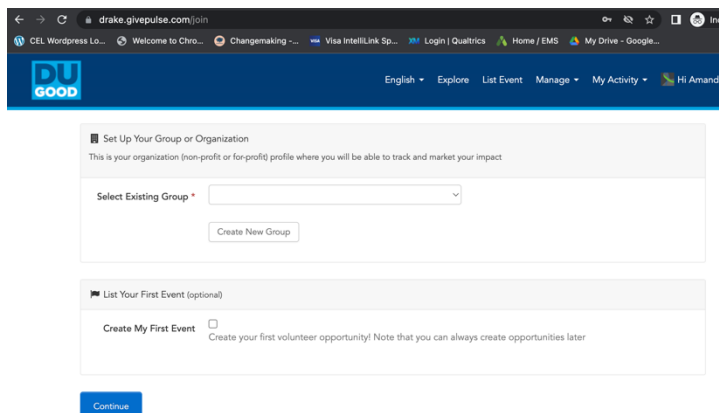 drake.givepulse.com/join
CEL Wordpress Lo... Welcome to Chro... Changemaking -... VISA Visa IntelliLink Sp... XM Login | Qualtrics Home / EMS My Drive - Google...
DU
GOOD
English Explore List Event Manage My Activity Hi Amand
Set Up Your Group or Organization
This is your organization (non-profit or for-profit) profile where you will be able to track and market your impact
Select Existing Group *
Create New Group
List Your First Event (optional)
Create My First Event
Create your first volunteer opportunity! Note that you can always create opportunities later
Continue